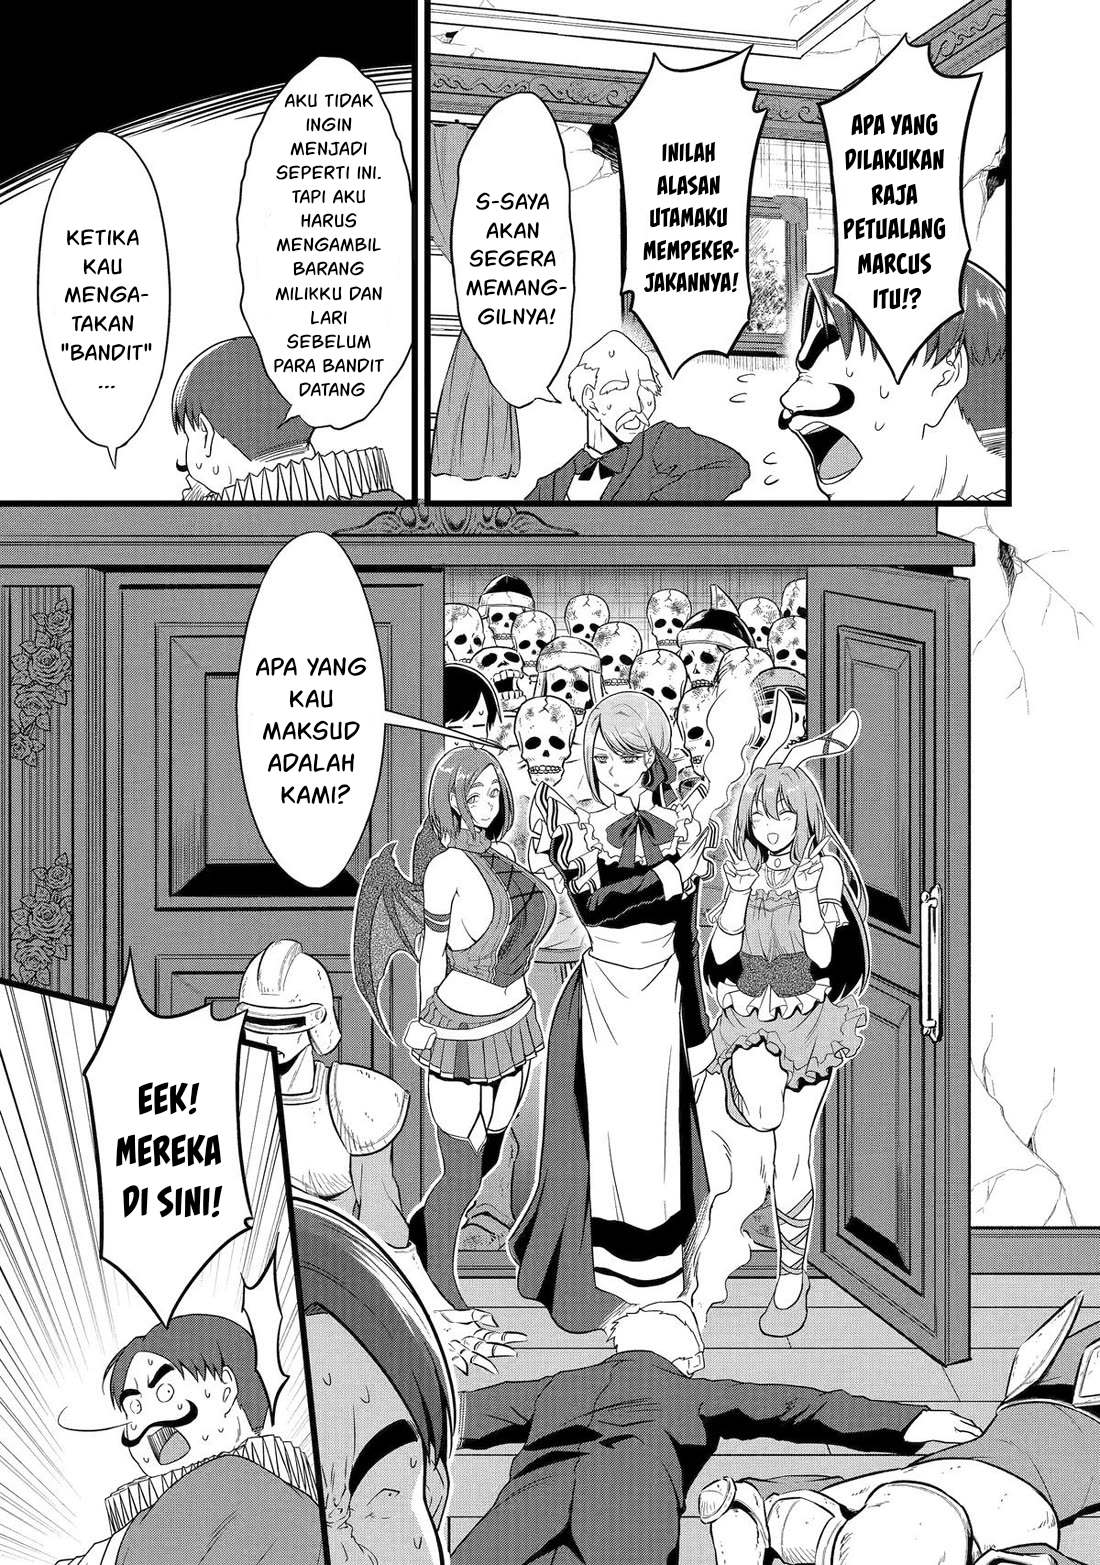 APA YANG
DILAKUKAN
RAJA
PETUALANG
MARCUS
ITU!?
INILAH
ALASAN
UTAMAKU
MEMPEKER-
JAKANNYA!
S-SAYA
AKAN
SEGERA
MEMANG-
GILNYA!
AKU TIDAK
INGIN
MENJADI
SEPERTI INI.
TAPI AKU
HARUS
MENGAMBIL
BARANG
MILIKKU DAN
LARI
SEBELUM
PARA BANDIT
DATANG
KETIKA
KAU
MENGA-
TAKAN
"BANDIT"
...
APA YANG
KAU
MAKSUD
ADALAH
KAMI?
EEK!
MEREKA
DI SINI!